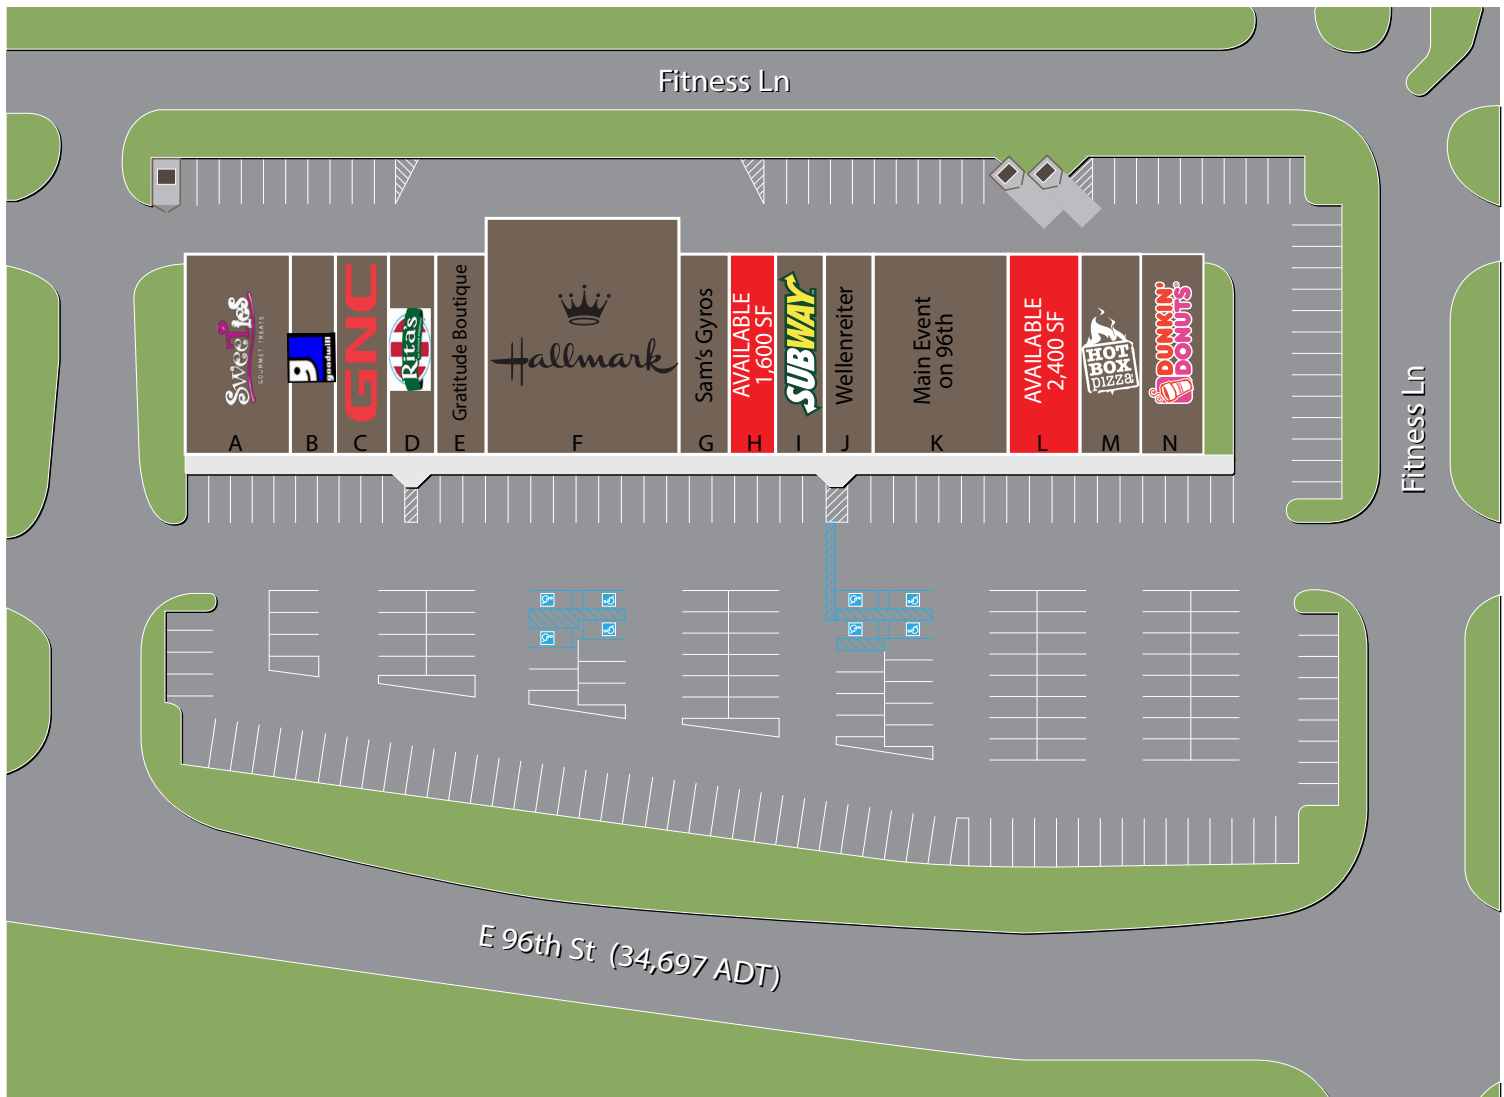 Fitness Ln
SweeTies
GOURMET TREATS
goodwill
GNC
Rita's
Gratitude Boutique
Hallmark
Sam's Gyros
AVAILABLE
1,600 SF
SUBWAY
Wellenreiter
Main Event
on 96th
AVAILABLE
2,400 SF
HOT
BOX
pizza
DUNKIN'
DONUTS
A
B
C
D
E
F
G
H
I
J
K
L
M
N
Fitness Ln
E 96th St (34,697 ADT)